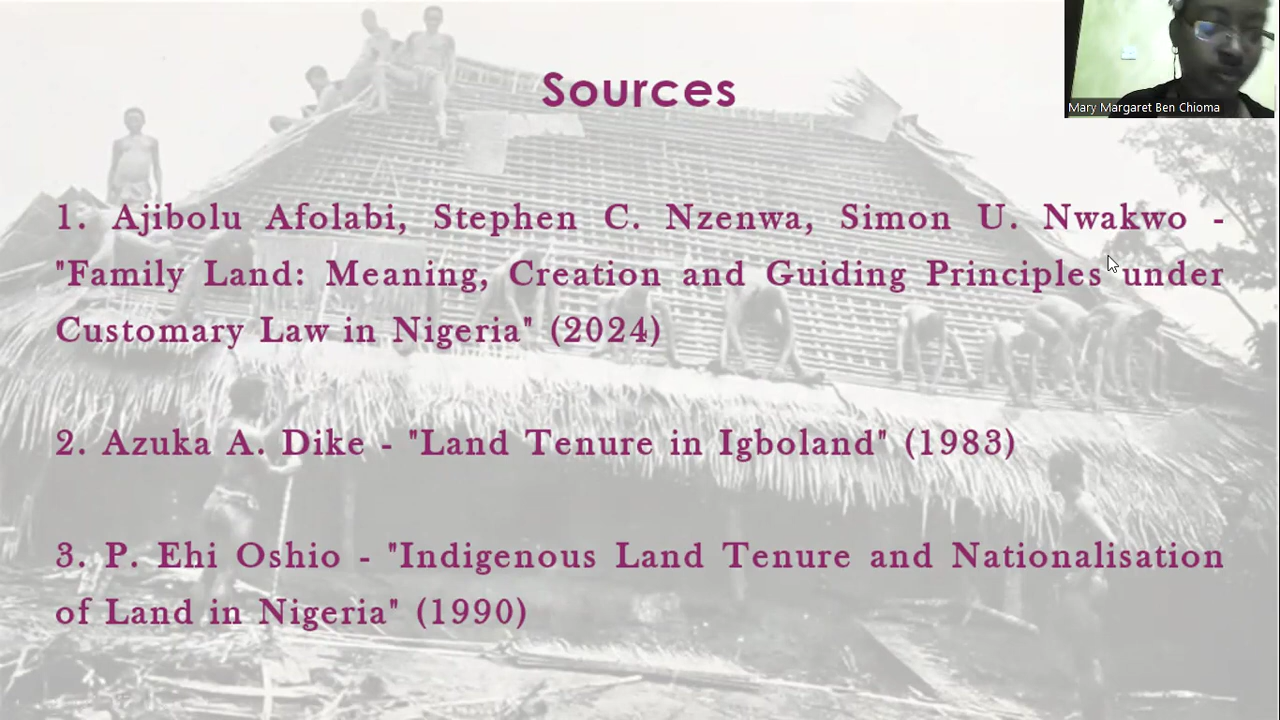 Sources
Mary Margaret Ben Chioma
1. Ajibolu Afolabi, Stephen C. Nzenwa, Simon U. Nwakwo -
"Family Land: Meaning, Creation and Guiding Principles under
Customary Law in Nigeria" (2024)
2. Azuka A. Dike - "Land Tenure in Igboland" (1983)
3. P. Ehi Oshio - "Indigenous Land Tenure and Nationalisation
of Land in Nigeria" (1990)